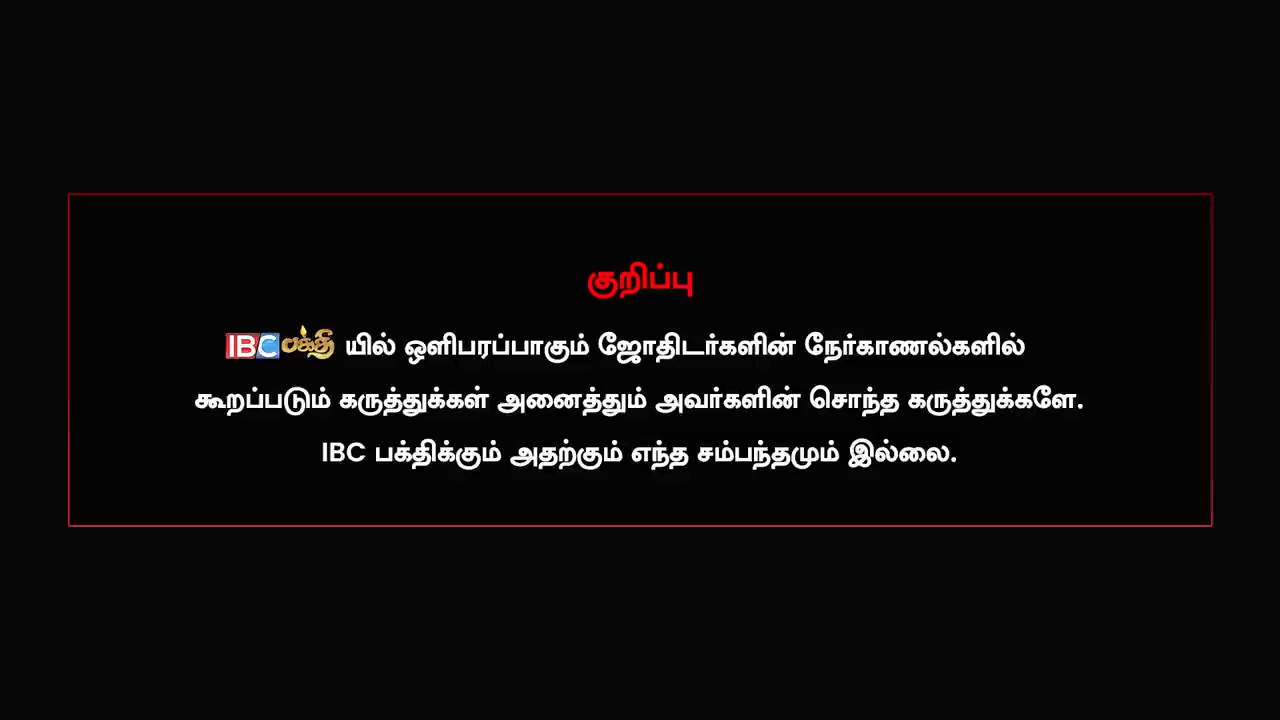 குறிப்பு
IBC பக்தி யில் ஒளிபரப்பாகும் ஜோதிடர்களின் நேர்காணல்களில்
கூறப்படும் கருத்துக்கள் அனைத்தும் அவர்களின் சொந்த கருத்துக்களே.
IBC பக்திக்கும் அதற்கும் எந்த சம்பந்தமும் இல்லை.